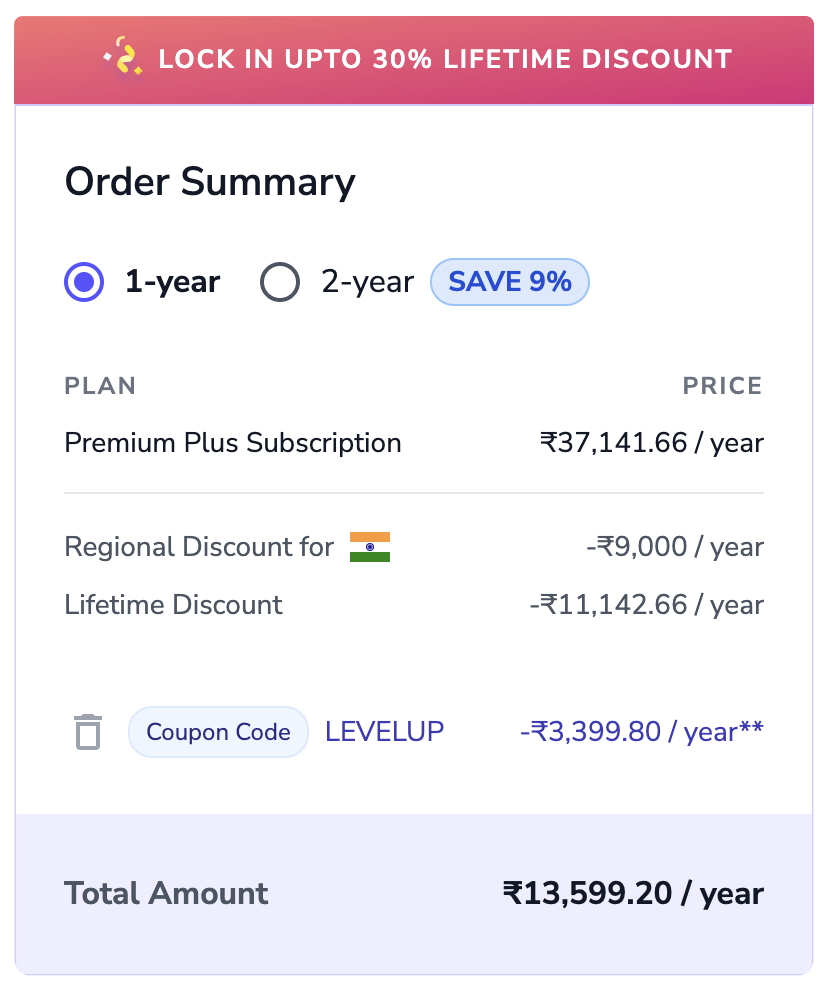 LOCK IN UPTO 30% LIFETIME DISCOUNT
Order Summary
1-year 2-year SAVE 9%
PLAN PRICE
Premium Plus Subscription ₹37,141.66 / year
Regional Discount for -₹9,000 / year
Lifetime Discount -₹11,142.66 / year
Coupon Code LEVELUP -₹3,399.80 / year**
Total Amount ₹13,599.20 / year